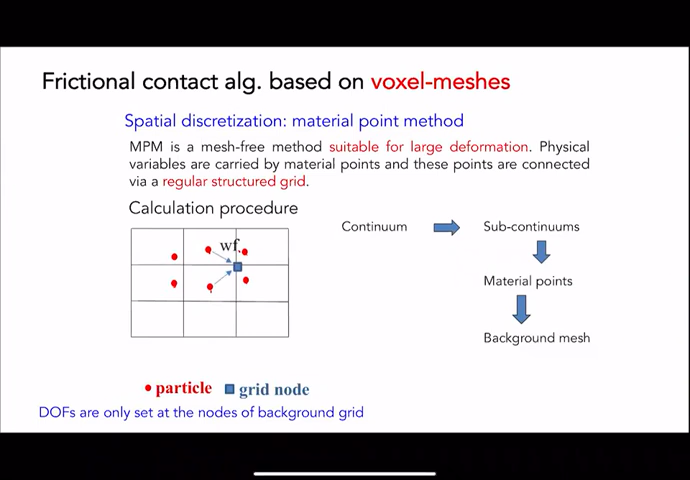 Frictional contact alg. based on voxel-meshes
Spatial discretization: material point method
MPM is a mesh-free method suitable for large deformation. Physical
variables are carried by material points and these points are connected
via a regular structured grid.
Calculation procedure
wf
Continuum
Sub-continuums
Material points
Background mesh
particle
grid node
DOFs are only set at the nodes of background grid